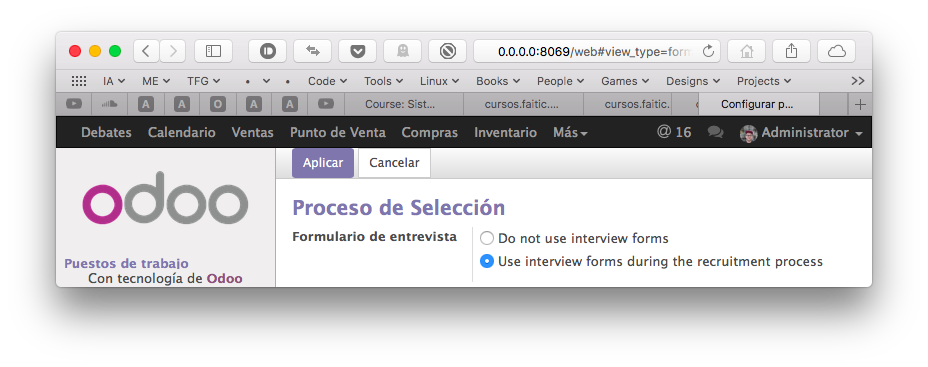 0.0.0.0:8069/web#view_type=for
IA ME TFG • • Code Tools Linux Books People Games Designs Projects >>
A A O A A Course: Sist... cursos.faltic.... cursos.faltic. Configurar p... +
Debates Calendario Ventas Punto de Venta Compras Inventario Más @ 16 Administrator
Aplicar Cancelar
odoo
Proceso de Selección
Formulario de entrevista
Do not use interview forms
Use interview forms during the recruitment process
Puestos de trabajo
Con tecnología de Odoo